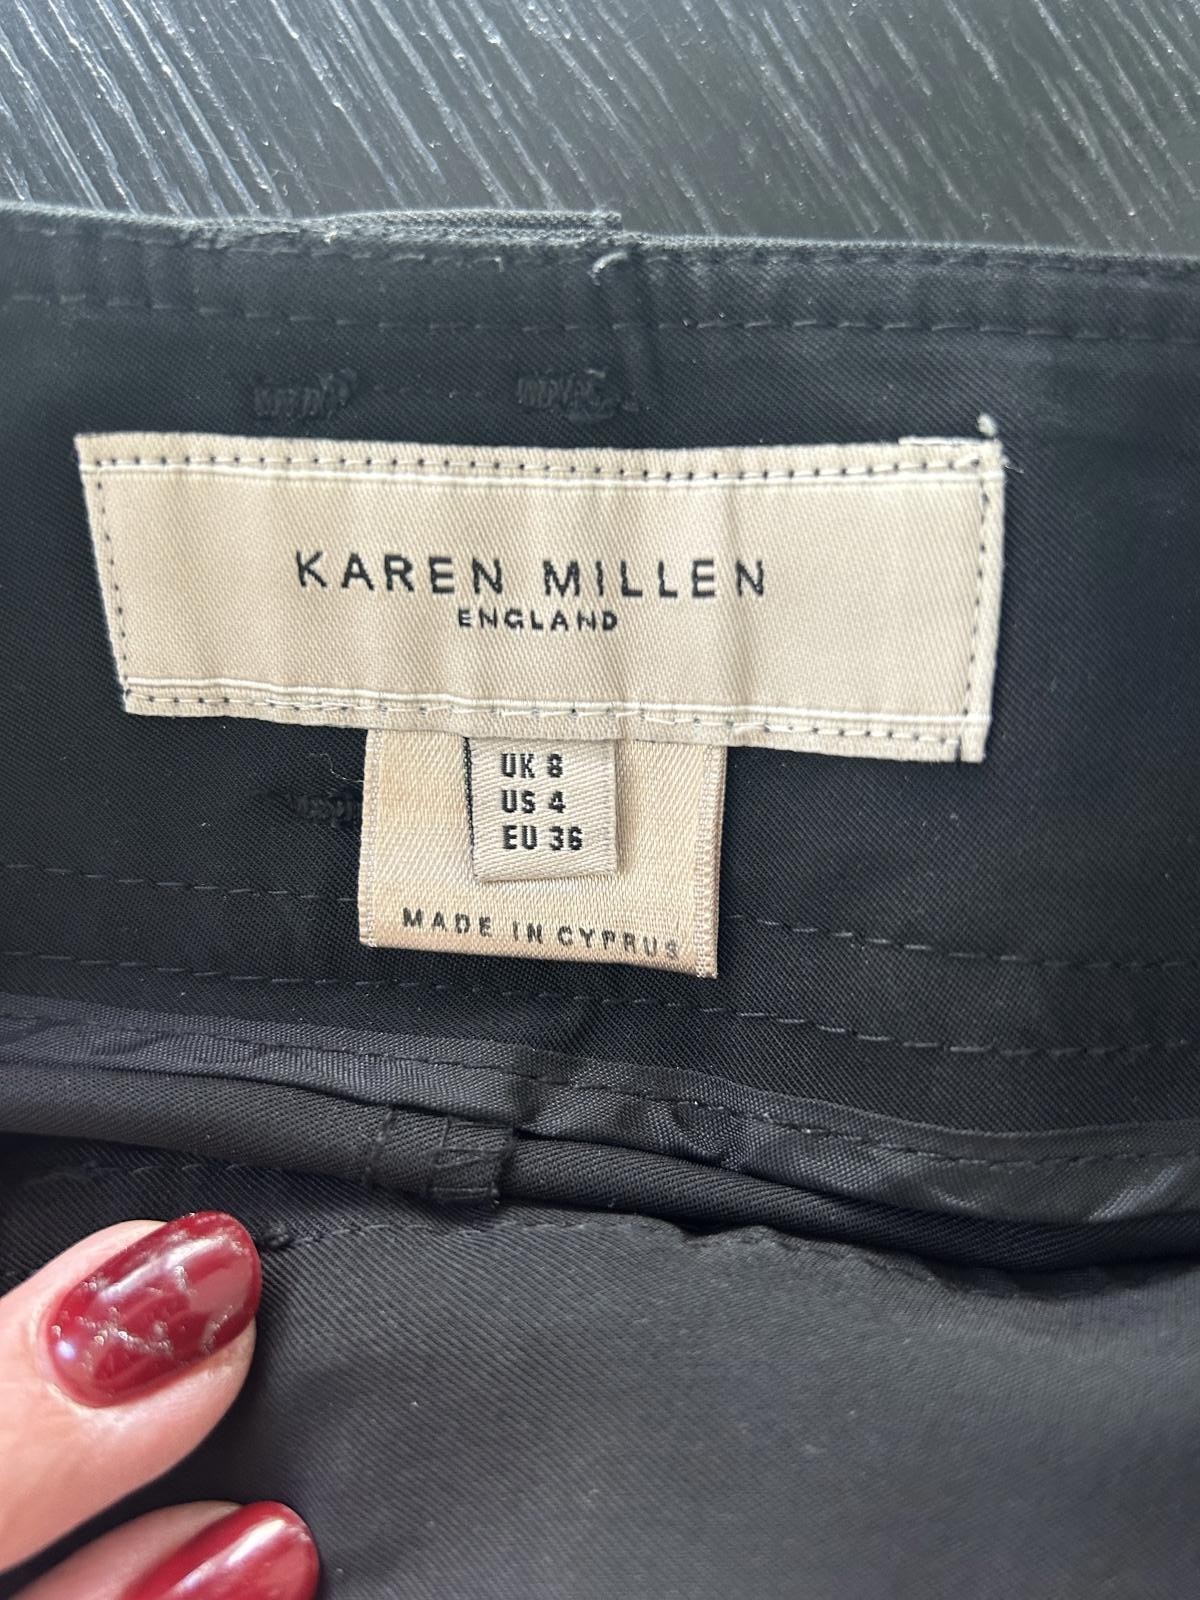 KAREN MILLEN
ENGLAND
UK 8
US 4
EU 36
MADE IN CYPRUS